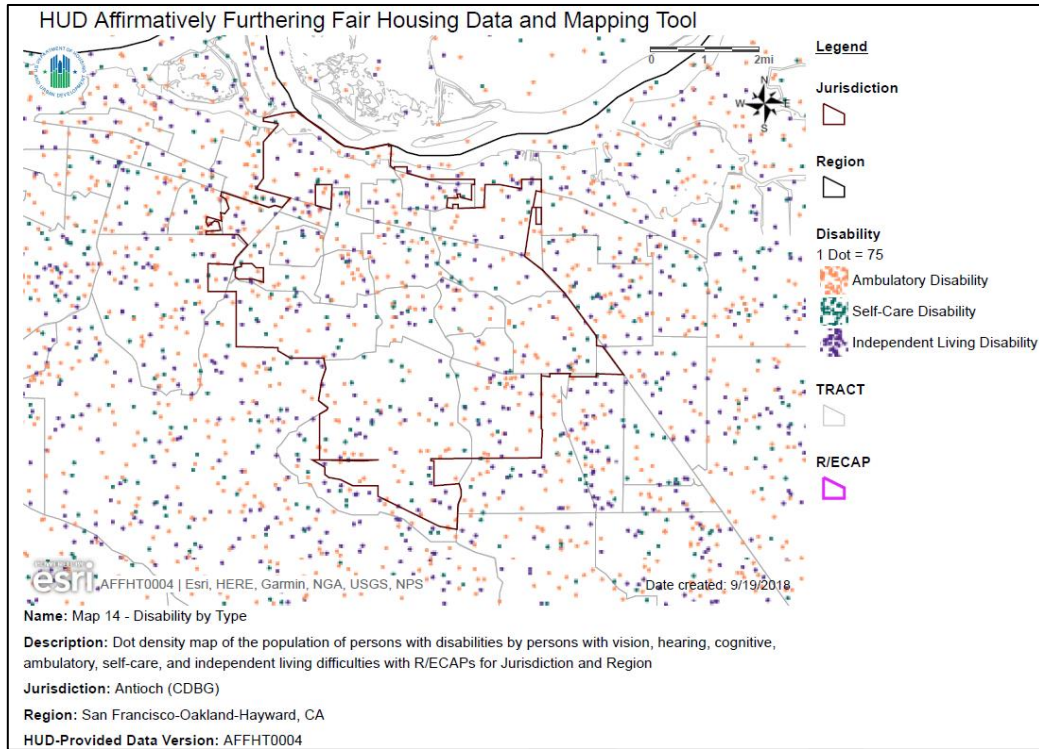 HUD Affirmatively Furthering Fair Housing Data and Mapping Tool
0 1 2mi
N
W E
S
Legend
Jurisdiction
Region
Disability
1 Dot = 75
Ambulatory Disability
Self-Care Disability
Independent Living Disability
TRACT
R/ECAP
POWERED BY
esri
AFFHT0004 | Esri, HERE, Garmin, NGA, USGS, NPS
Date created: 9/19/2018
Name: Map 14 - Disability by Type
Description: Dot density map of the population of persons with disabilities by persons with vision, hearing, cognitive,
ambulatory, self-care, and independent living difficulties with R/ECAPs for Jurisdiction and Region
Jurisdiction: Antioch (CDBG)
Region: San Francisco-Oakland-Hayward, CA
HUD-Provided Data Version: AFFHT0004